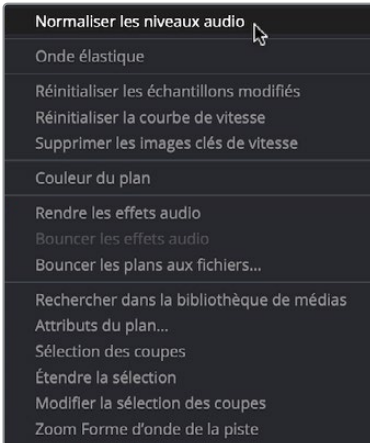 Normaliser les niveaux audio
Onde élastique
Réinitialiser les échantillons modifiés
Réinitialiser la courbe de vitesse
Supprimer les images clés de vitesse
Couleur du plan
Rendre les effets audio
Bouncer les effets audio
Bouncer les plans aux fichiers...
Rechercher dans la bibliothèque de médias
Attributs du plan...
Sélection des coupes
Étendre la sélection
Modifier la sélection des coupes
Zoom Forme d'onde de la piste